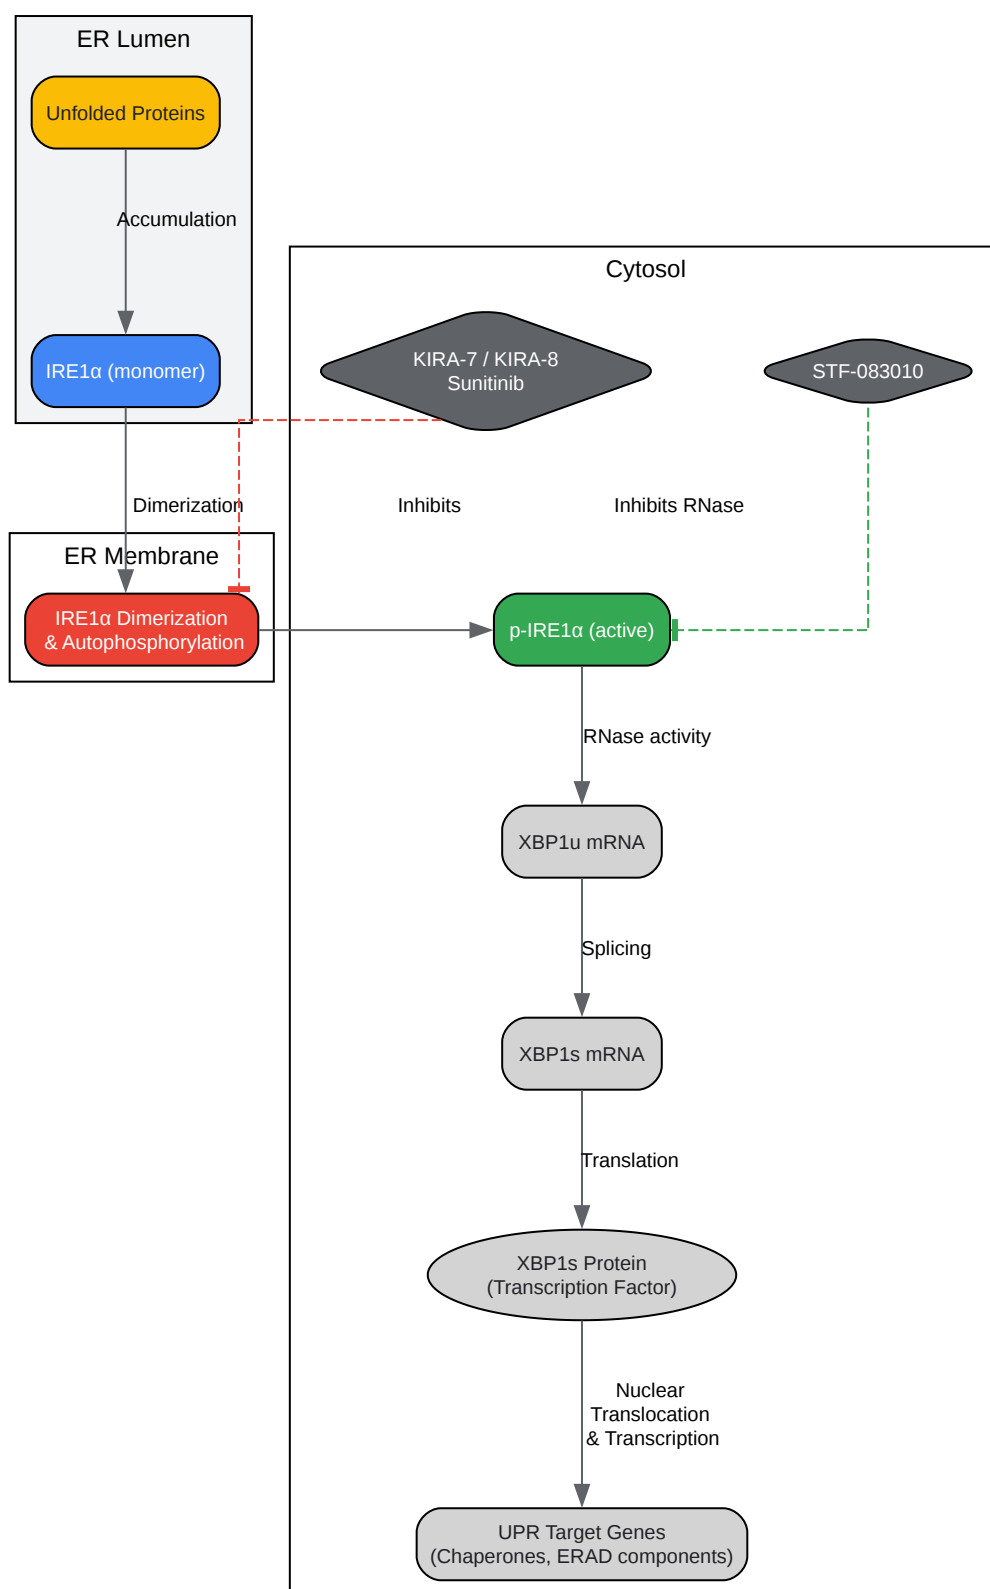 ER Lumen
Unfolded Proteins
Accumulation
Cytosol
IRE1α (monomer)
KIRA-7 / KIRA-8
Sunitinib
STF-083010
Dimerization
Inhibits
Inhibits RNase
ER Membrane
IRE1α Dimerization
& Autophosphorylation
p-IRE1α (active)
RNase activity
XBP1u mRNA
Splicing
XBP1s mRNA
Translation
XBP1s Protein
(Transcription Factor)
Nuclear
Translocation
& Transcription
UPR Target Genes
(Chaperones, ERAD components)